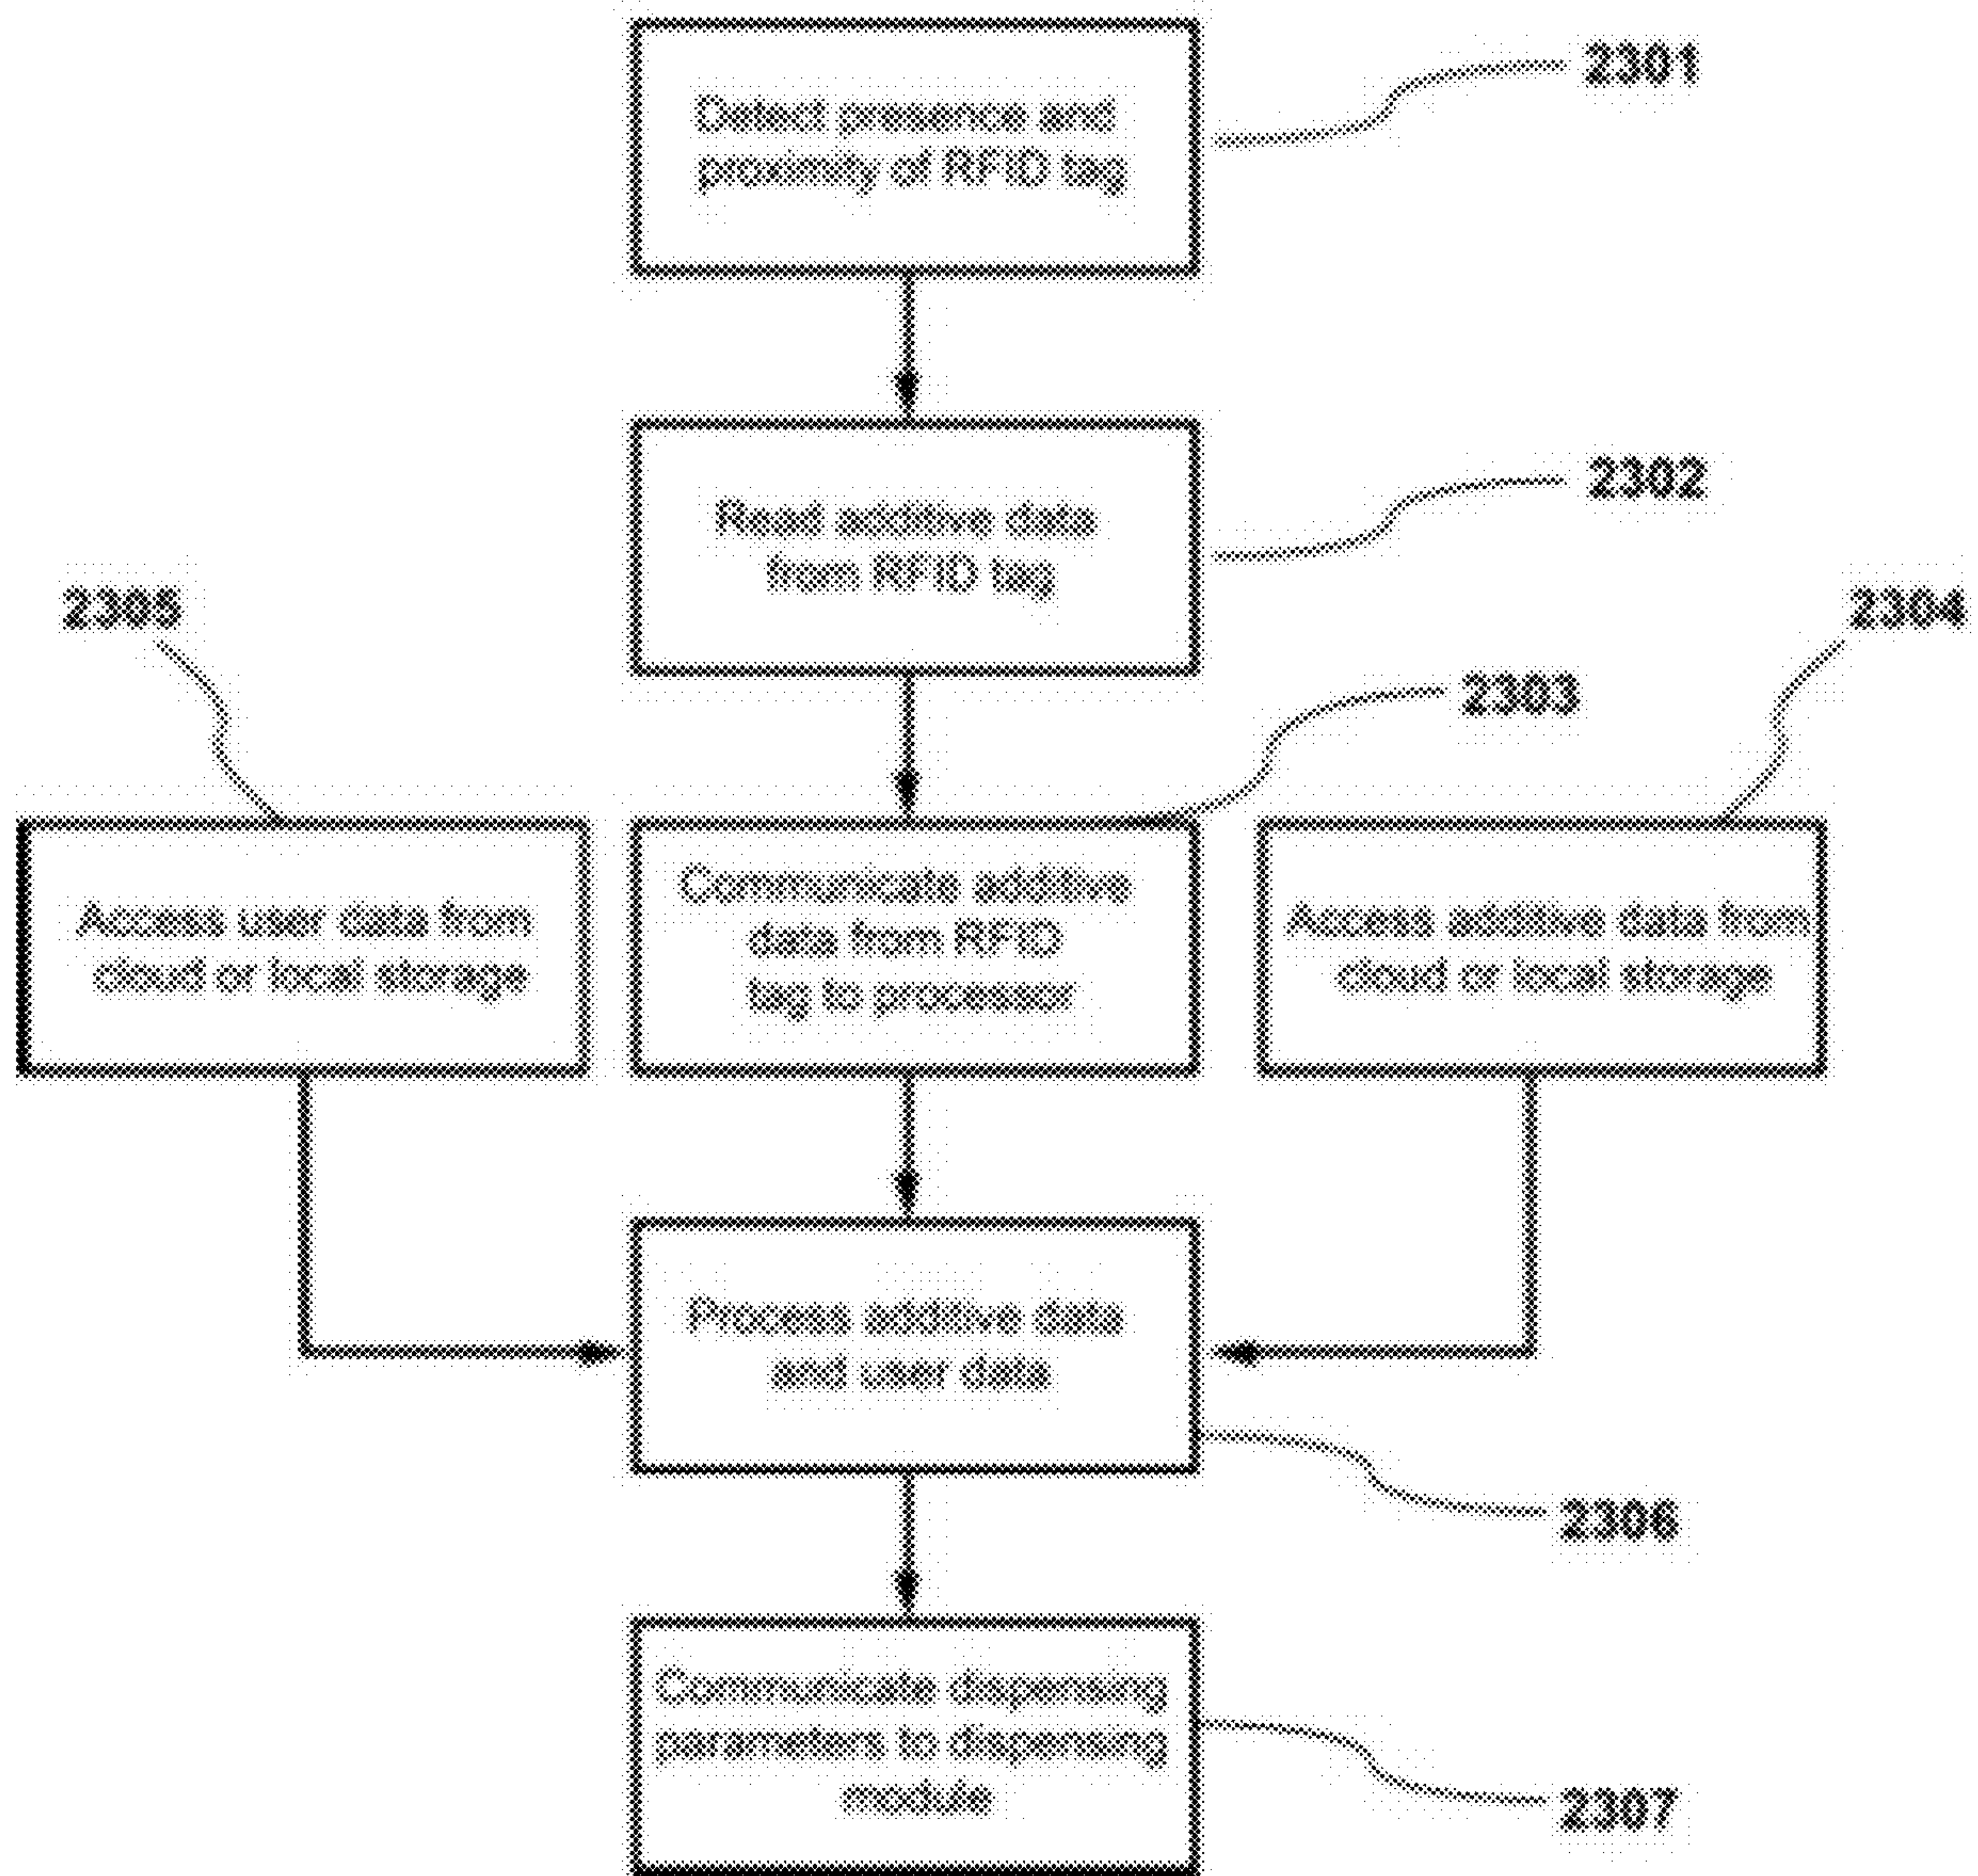 Detect presence and
proximity of RFID tag
2301
Read additive data
from RFID tag
2302
2305
2304
2303
Access user data from
cloud or local storage
Communicate additive
data from RFID
tag to processor
Access additive data from
cloud or local storage
Process additive data
and user data
2306
Communicate dispensing
parameters to dispensing
module
2307